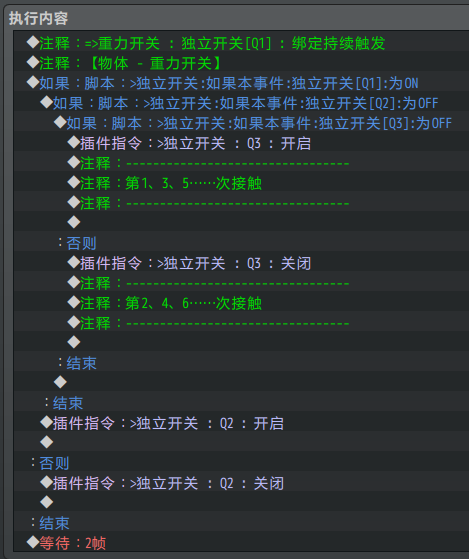 执行内容
◆注释：=>重力开关 : 独立开关[Q1] : 绑定持续触发
◆注释：【物体 - 重力开关】
◆如果：脚本：>独立开关:如果本事件:独立开关[Q1]:为ON
◆如果：脚本：>独立开关:如果本事件:独立开关[Q2]:为OFF
◆如果：脚本：>独立开关:如果本事件:独立开关[Q3]:为OFF
◆插件指令：>独立开关 : Q3 : 开启
◆注释：---------------------------------
◆注释：第1、3、5……次接触
◆注释：---------------------------------
◆
：否则
◆插件指令：>独立开关 : Q3 : 关闭
◆注释：---------------------------------
◆注释：第2、4、6……次接触
◆注释：---------------------------------
◆
：结束
◆
：结束
◆插件指令：>独立开关 : Q2 : 开启
◆
：否则
◆插件指令：>独立开关 : Q2 : 关闭
◆
：结束
◆等待：2帧